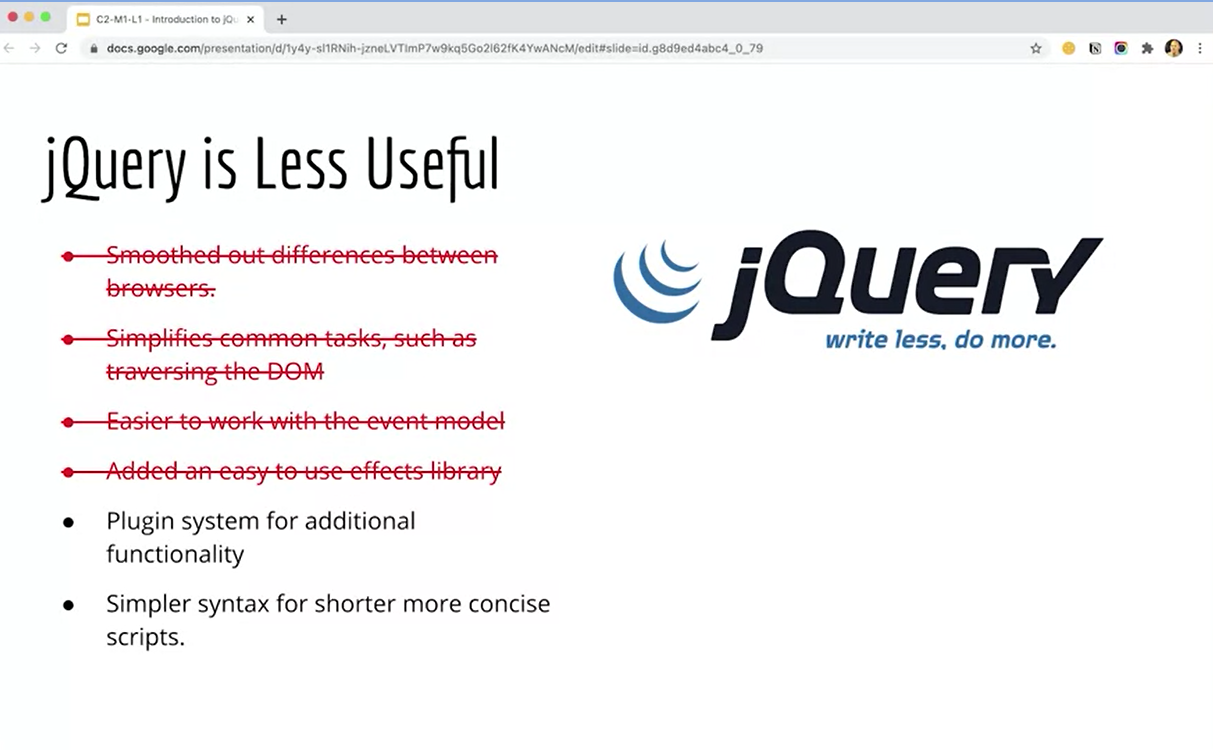 C2-M1-L1 - Introduction to jQu
docs.google.com/presentation/d/1y4y-sl1RNih-jzneLVTlmP7w9kq5Go2l62fK4YwANcM/edit#slide=id.g8d9ed4abc4_0_79
jQuery is Less Useful
Smoothed out differences between
browsers.
Simplifies common tasks, such as
traversing the DOM
Easier to work with the event model
Added an easy to use effects library
Plugin system for additional
functionality
Simpler syntax for shorter more concise
scripts.
jQuery
write less, do more.